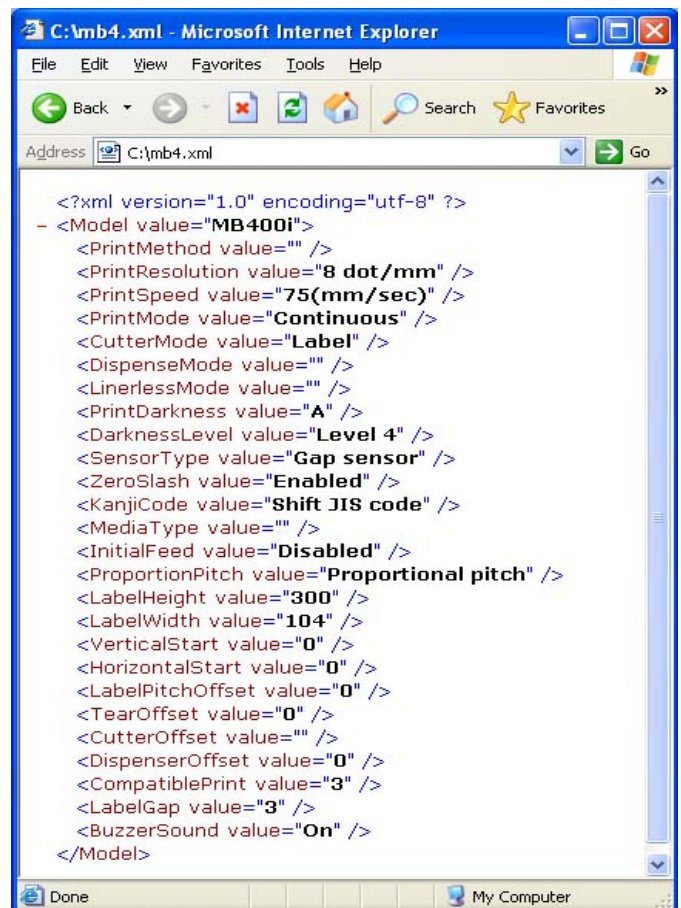 C:\mb4.xml - Microsoft Internet Explorer
File Edit View Favorites Tools Help
Back Search Favorites »
Address C:\mb4.xml Go
<?xml version="1.0" encoding="utf-8" ?>
- <Model value="MB400i">
<PrintMethod value="" />
<PrintResolution value="8 dot/mm" />
<PrintSpeed value="75(mm/sec)" />
<PrintMode value="Continuous" />
<CutterMode value="Label" />
<DispenseMode value="" />
<LinerlessMode value="" />
<PrintDarkness value="A" />
<DarknessLevel value="Level 4" />
<SensorType value="Gap sensor" />
<ZeroSlash value="Enabled" />
<KanjiCode value="Shift JIS code" />
<MediaType value="" />
<InitialFeed value="Disabled" />
<ProportionPitch value="Proportional pitch" />
<LabelHeight value="300" />
<LabelWidth value="104" />
<VerticalStart value="0" />
<HorizontalStart value="0" />
<LabelPitchOffset value="0" />
<TearOffset value="0" />
<CutterOffset value="" />
<DispenserOffset value="0" />
<CompatiblePrint value="3" />
<LabelGap value="3" />
<BuzzerSound value="On" />
</Model>
Done My Computer